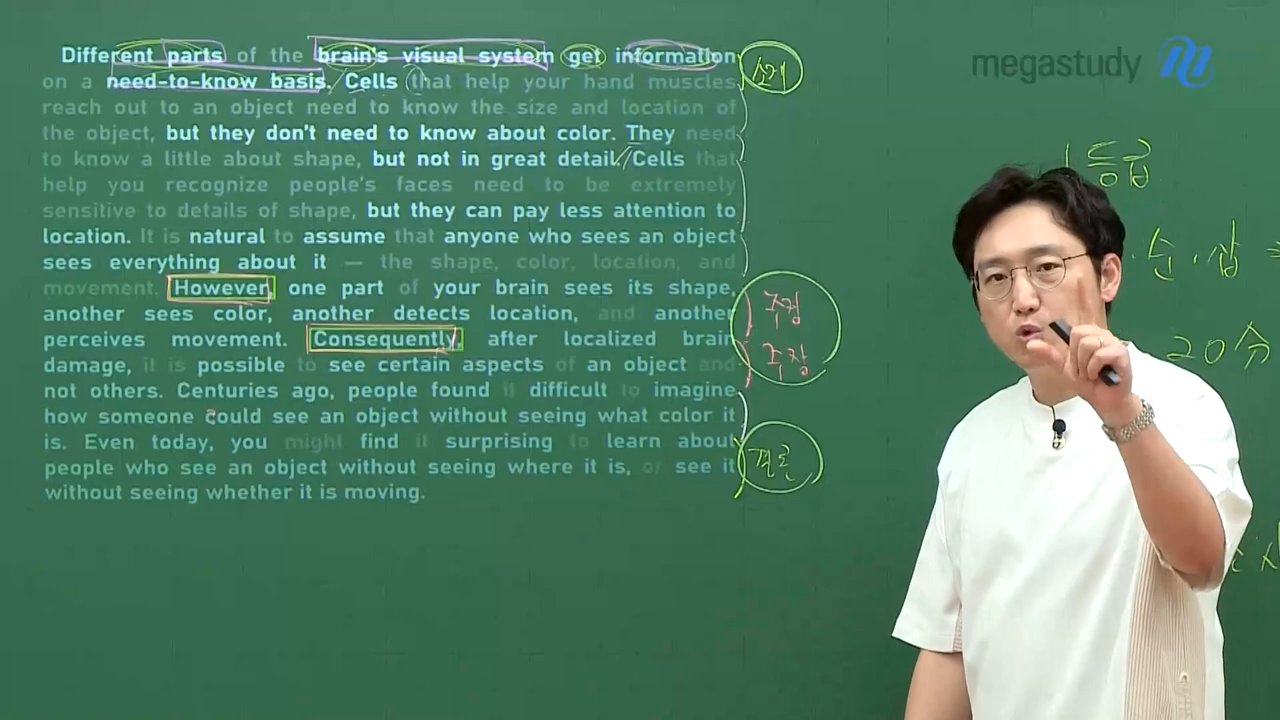 Different parts of the brain's visual system get information
on a need-to-know basis. Cells that help your hand muscles
reach out to an object need to know the size and location of
the object, but they don't need to know about color. They need
to know a little about shape, but not in great detail. Cells that
help you recognize people's faces need to be extremely
sensitive to details of shape, but they can pay less attention to
location. It is natural to assume that anyone who sees an object
sees everything about it — the shape, color, location, and
movement. However, one part of your brain sees its shape,
another sees color, another detects location, and another
perceives movement. Consequently, after localized brain
damage, it is possible to see certain aspects of an object and
not others. Centuries ago, people found it difficult to imagine
how someone could see an object without seeing what color it
is. Even today, you might find it surprising to learn about
people who see an object without seeing where it is, or see it
without seeing whether it is moving.
소재
주장
주장
결론
megastudy
1등급
순·삽
20分